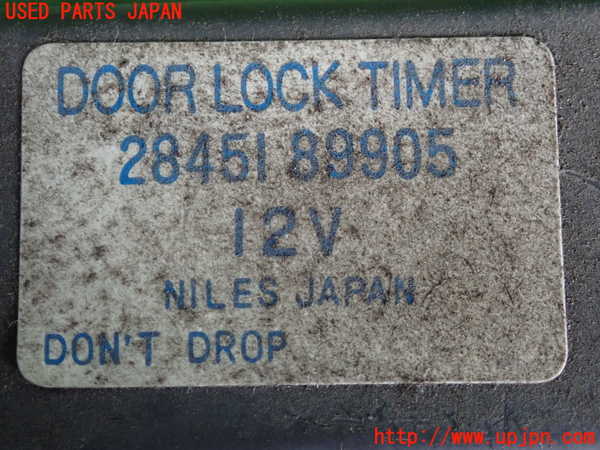 USED PARTS JAPAN
DOOR LOCK TIMER
28451 89905
12V
NILES JAPAN
DON'T DROP
http://www.upjpn.com/